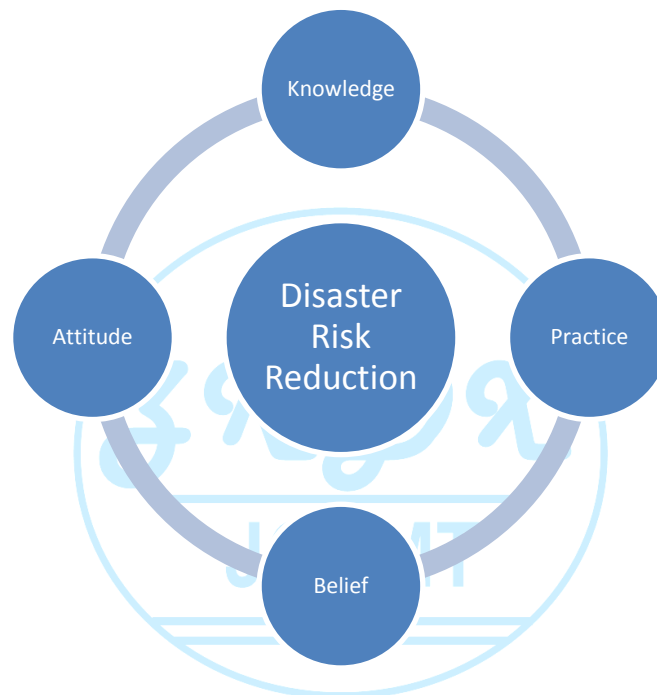 Knowledge
Attitude
Disaster
Risk
Reduction
Practice
Belief